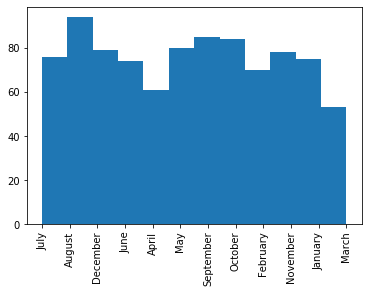 80
60
40
20
0
July
August
December
June
April
May
September
October
February
November
January
March